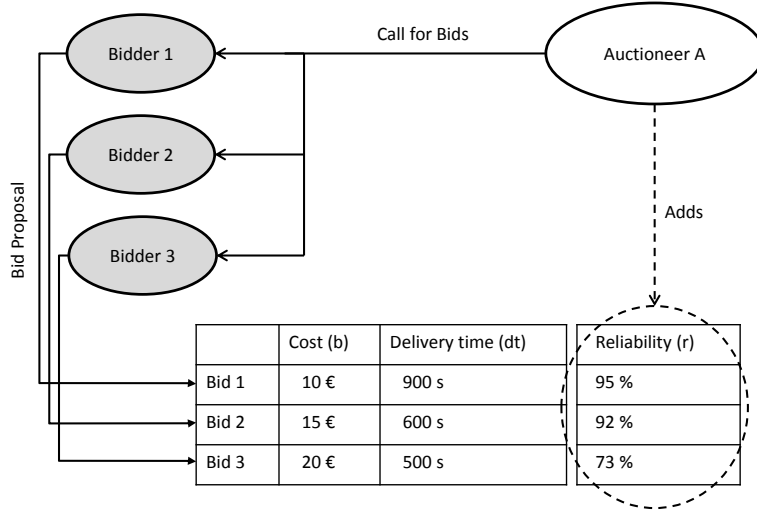 Call for Bids
Bidder 1
Auctioneer A
Bidder 2
Bidder 3
Bid Proposal
Adds
Cost (b) Delivery time (dt) Reliability (r)
Bid 1 10 € 900 s 95 %
Bid 2 15 € 600 s 92 %
Bid 3 20 € 500 s 73 %